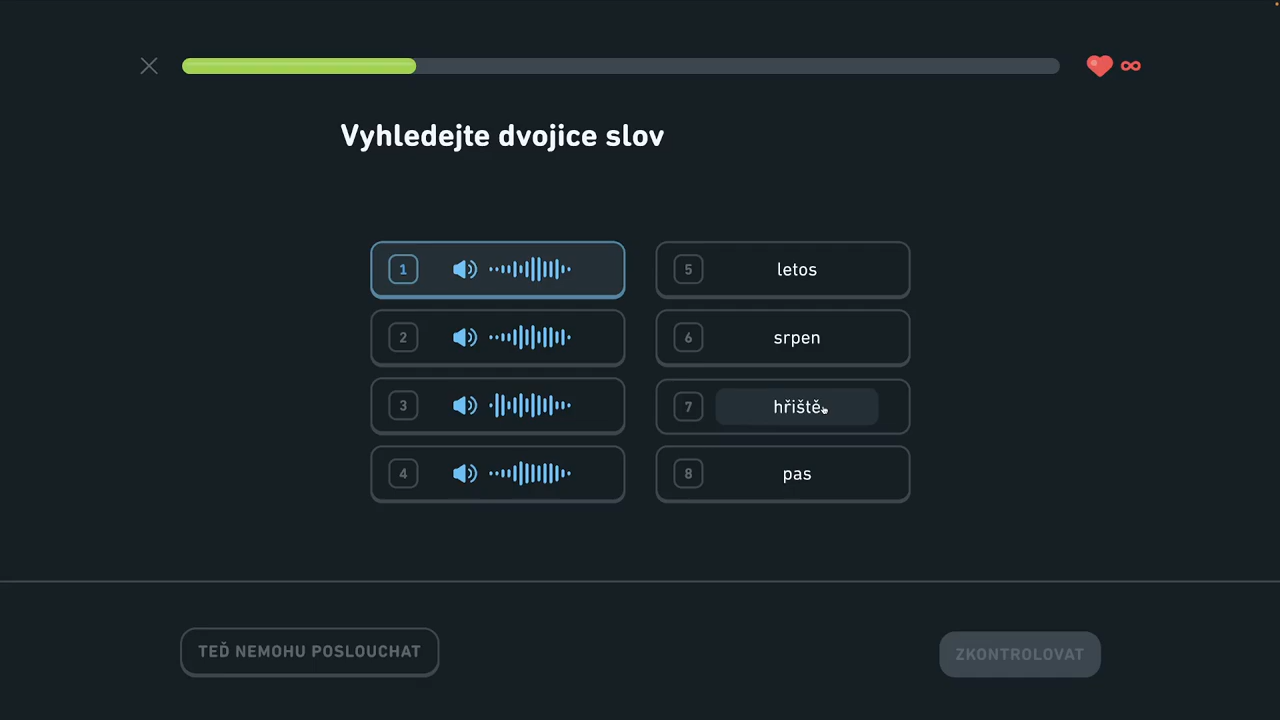 ∞
Vyhledejte dvojice slov
1
5 letos
2
6 srpen
3
7 hřiště
4
8 pas
TEĎ NEMOHU POSLOUCHAT
ZKONTROLOVAT